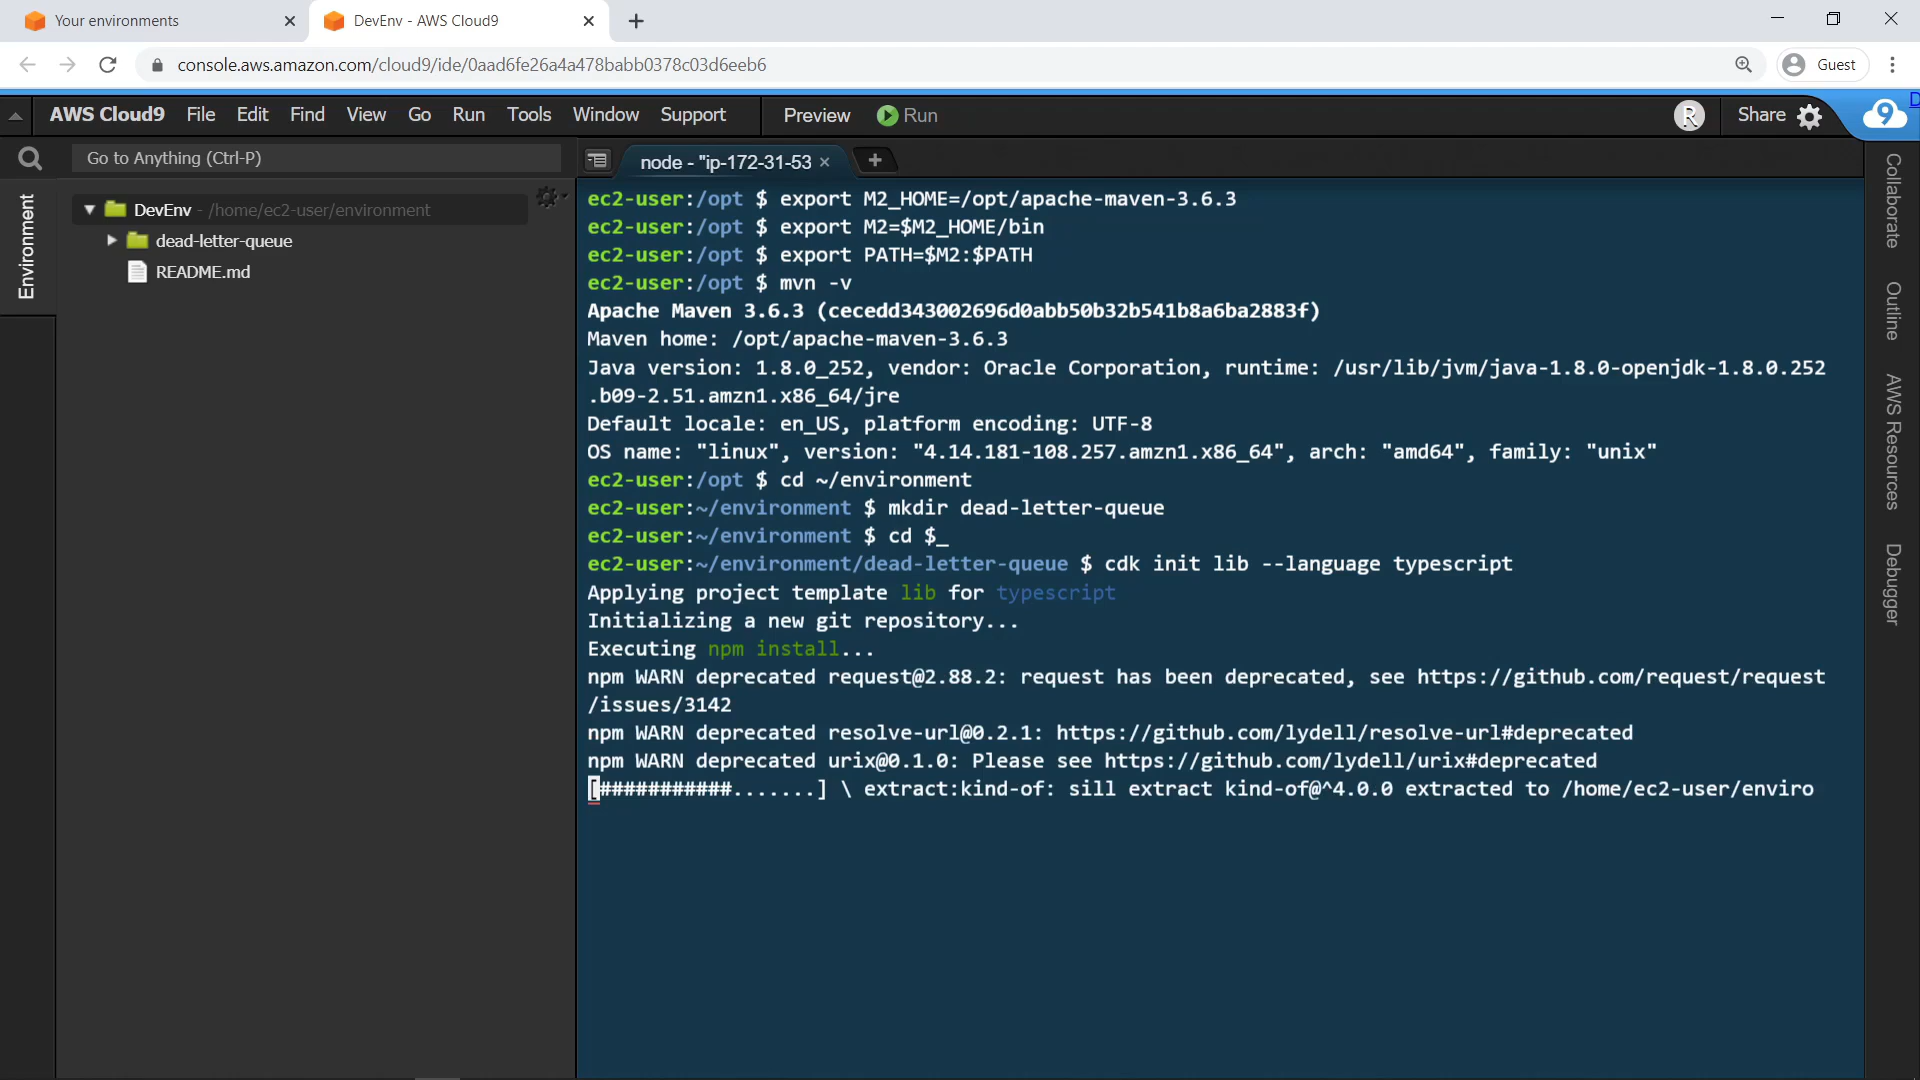 Your environments
DevEnv - AWS Cloud9
console.aws.amazon.com/cloud9/ide/0aad6fe26a4a478babb0378c03d6eeb6
Guest
AWS Cloud9 File Edit Find View Go Run Tools Window Support Preview Run
R
Share
9
D
Go to Anything (Ctrl-P)
node - "ip-172-31-53
Environment
DevEnv - /home/ec2-user/environment
dead-letter-queue
README.md
ec2-user:/opt $ export M2_HOME=/opt/apache-maven-3.6.3
ec2-user:/opt $ export M2=$M2_HOME/bin
ec2-user:/opt $ export PATH=$M2:$PATH
ec2-user:/opt $ mvn -v
Apache Maven 3.6.3 (cecedd343002696d0abb50b32b541b8a6ba2883f)
Maven home: /opt/apache-maven-3.6.3
Java version: 1.8.0_252, vendor: Oracle Corporation, runtime: /usr/lib/jvm/java-1.8.0-openjdk-1.8.0.252
.b09-2.51.amzn1.x86_64/jre
Default locale: en_US, platform encoding: UTF-8
OS name: "linux", version: "4.14.181-108.257.amzn1.x86_64", arch: "amd64", family: "unix"
ec2-user:/opt $ cd ~/environment
ec2-user:~/environment $ mkdir dead-letter-queue
ec2-user:~/environment $ cd $_
ec2-user:~/environment/dead-letter-queue $ cdk init lib --language typescript
Applying project template lib for typescript
Initializing a new git repository...
Executing npm install...
npm WARN deprecated request@2.88.2: request has been deprecated, see https://github.com/request/request
/issues/3142
npm WARN deprecated resolve-url@0.2.1: https://github.com/lydell/resolve-url#deprecated
npm WARN deprecated urix@0.1.0: Please see https://github.com/lydell/urix#deprecated
[###########.......] \ extract:kind-of: sill extract kind-of@^4.0.0 extracted to /home/ec2-user/enviro
Collaborate
Outline
AWS Resources
Debugger